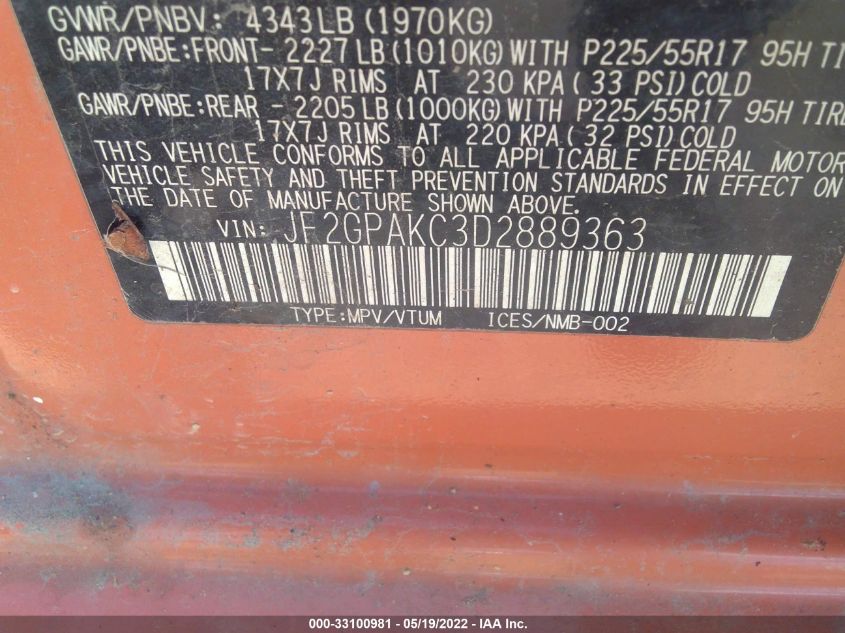 GVWR/PNBV: 4343LB (1970KG)
GAWR/PNBE:FRONT- 2227 LB (1010KG) WITH P225/55R17 95H TI
17X7J RIMS AT 230 KPA ( 33 PSI) COLD
GAWR/PNBE:REAR - 2205 LB (1000KG) WITH P225/55R17 95H TIRE
17X7J RIMS AT 220 KPA ( 32 PSI) COLD
THIS VEHICLE CONFORMS TO ALL APPLICABLE FEDERAL MOTOR
VEHICLE SAFETY AND THEFT PREVENTION STANDARDS IN EFFECT ON
THE DATE OF MANUFACTURE SHOWN ABOVE.
VIN: JF2GPAKC3D2889363
TYPE:MPV/VTUM ICES/NMB-002
000-33100981 - 05/19/2022 - IAA Inc.